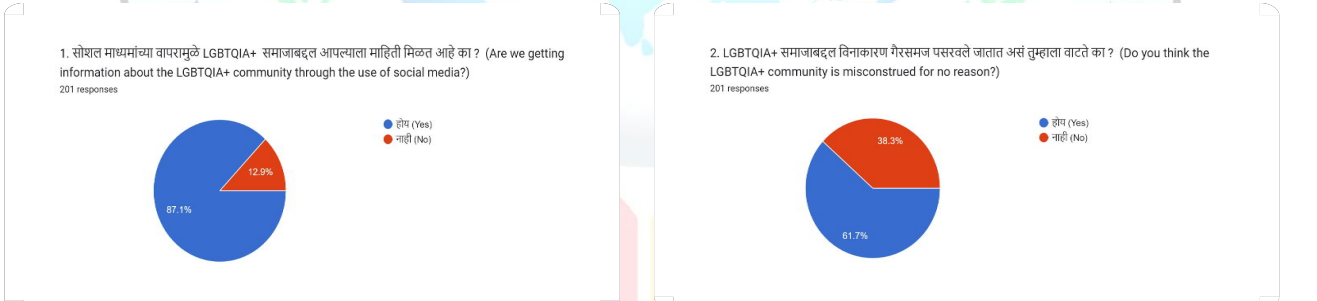 1. सोशल माध्यमांच्या वापरामुळे LGBTQIA+ समाजाबद्दल आपल्याला माहिती मिळत आहे का ? (Are we getting
information about the LGBTQIA+ community through the use of social media?)
201 responses
होय (Yes)
नाही (No)
12.9%
87.1%
2. LGBTQIA+ समाजाबद्दल विनाकारण गैरसमज पसरवले जातात असं तुम्हाला वाटते का ? (Do you think the
LGBTQIA+ community is misconstrued for no reason?)
201 responses
होय (Yes)
नाही (No)
38.3%
61.7%